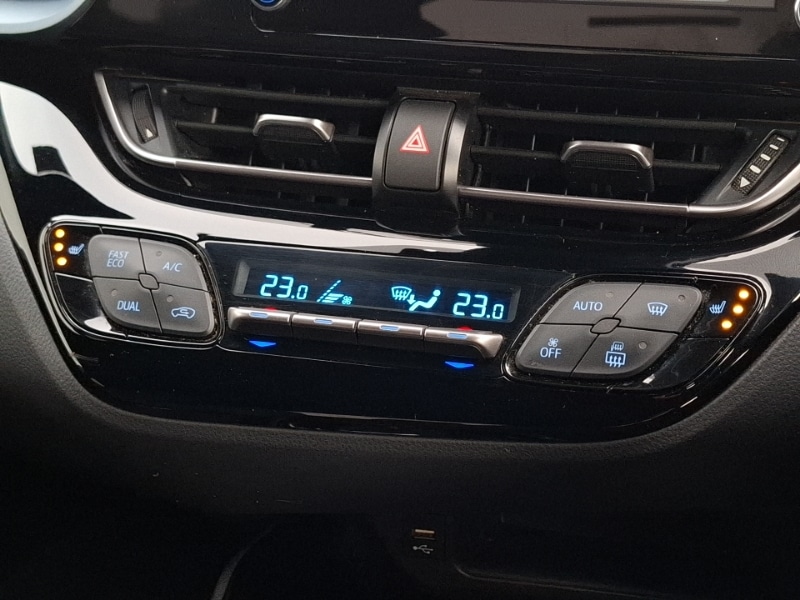 FAST
ECO
A/C
DUAL
23.0
23.0
AUTO
OFF